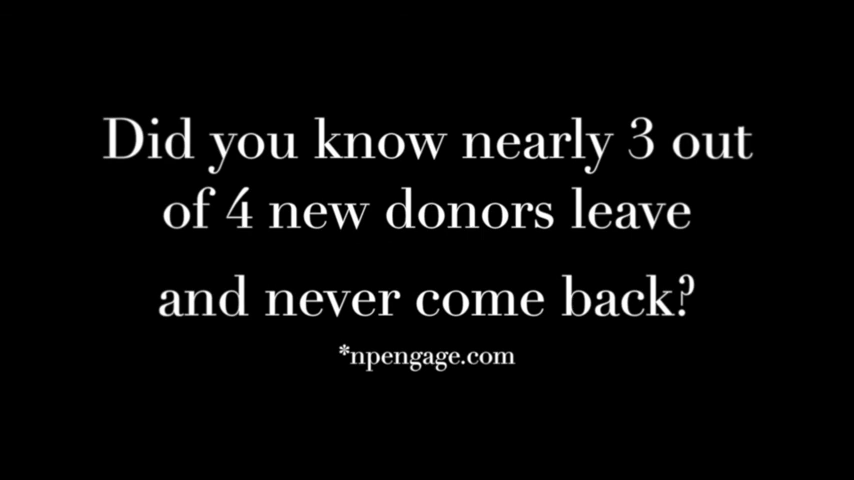 Did you know nearly 3 out
of 4 new donors leave
and never come back?
*npengage.com